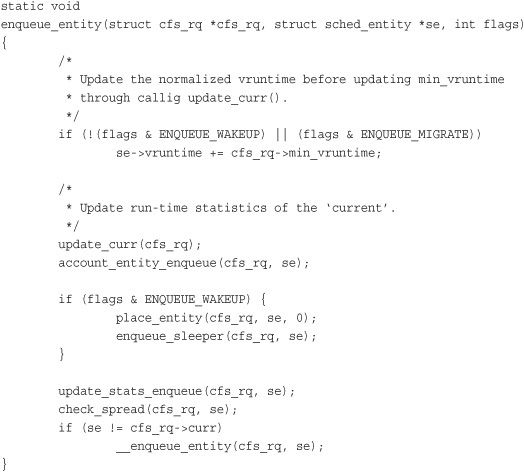 static void
enqueue_entity(struct cfs_rq *cfs_rq, struct sched_entity *se, int flags)
{
        /*
         * Update the normalized vruntime before updating min_vruntime
         * through callig update_curr().
         */
        if (!(flags & ENQUEUE_WAKEUP) || (flags & ENQUEUE_MIGRATE))
                se->vruntime += cfs_rq->min_vruntime;

        /*
         * Update run-time statistics of the ‘current’.
         */
        update_curr(cfs_rq);
        account_entity_enqueue(cfs_rq, se);

        if (flags & ENQUEUE_WAKEUP) {
                place_entity(cfs_rq, se, 0);
                enqueue_sleeper(cfs_rq, se);
        }

        update_stats_enqueue(cfs_rq, se);
        check_spread(cfs_rq, se);
        if (se != cfs_rq->curr)
                __enqueue_entity(cfs_rq, se);
}